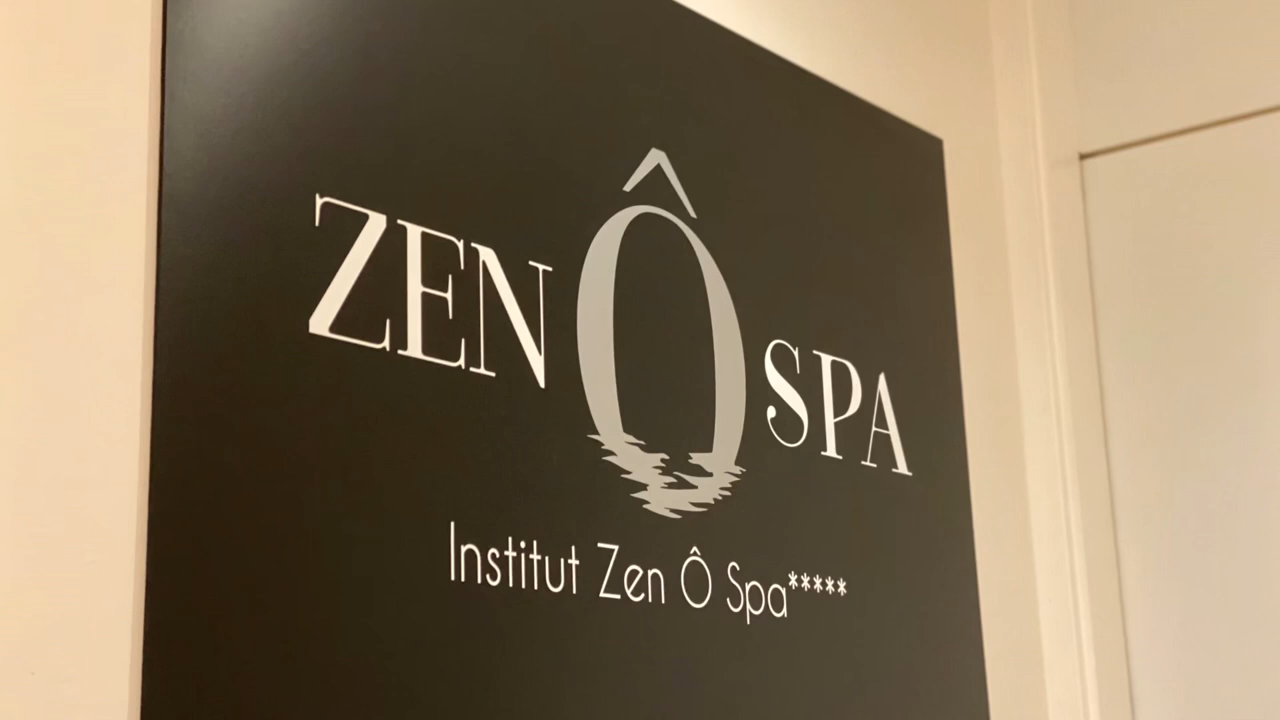 ZEN Ô SPA
Institut Zen Ô Spa*****